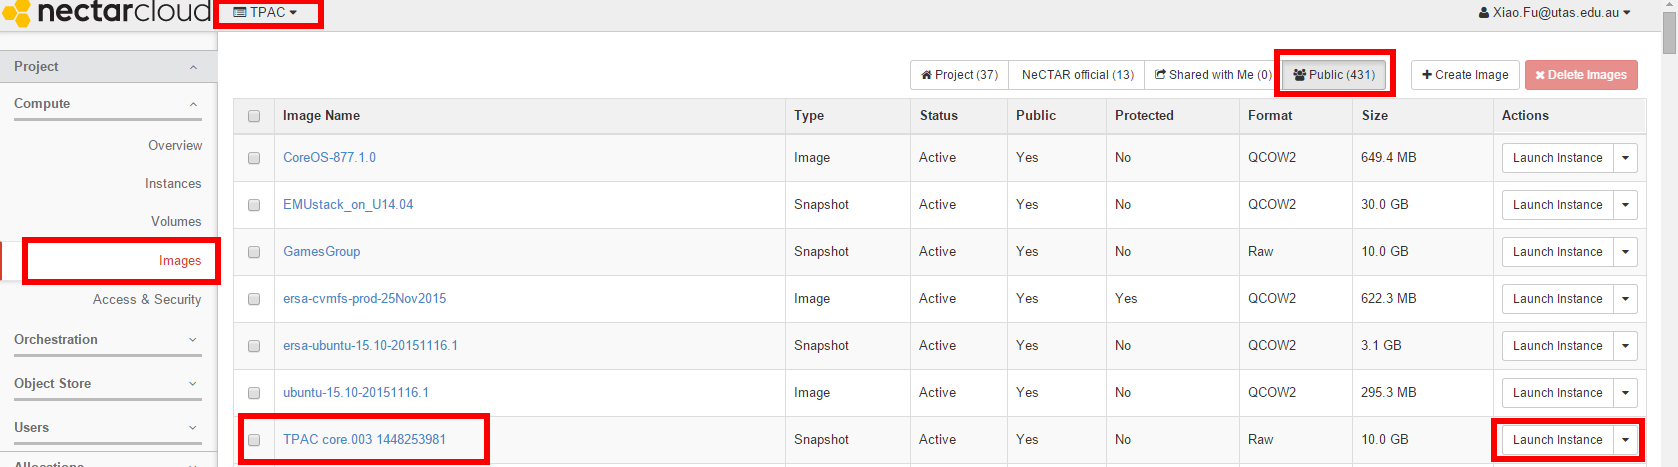 nectarcloud TPAC Xiao.Fu@utas.edu.au
Project
Compute
Overview
Instances
Volumes
Images
Access & Security
Orchestration
Object Store
Users
Allocations
Project (37) NeCTAR official (13) Shared with Me (0) Public (431) + Create Image Delete Images
Image Name Type Status Public Protected Format Size Actions
CoreOS-877.1.0 Image Active Yes No QCOW2 649.4 MB Launch Instance
EMUstack_on_U14.04 Snapshot Active Yes No QCOW2 30.0 GB Launch Instance
GamesGroup Snapshot Active Yes No Raw 10.0 GB Launch Instance
ersa-cvmfs-prod-25Nov2015 Image Active Yes Yes QCOW2 622.3 MB Launch Instance
ersa-ubuntu-15.10-20151116.1 Snapshot Active Yes No QCOW2 3.1 GB Launch Instance
ubuntu-15.10-20151116.1 Image Active Yes No QCOW2 295.3 MB Launch Instance
TPAC core.003 1448253981 Snapshot Active Yes No Raw 10.0 GB Launch Instance